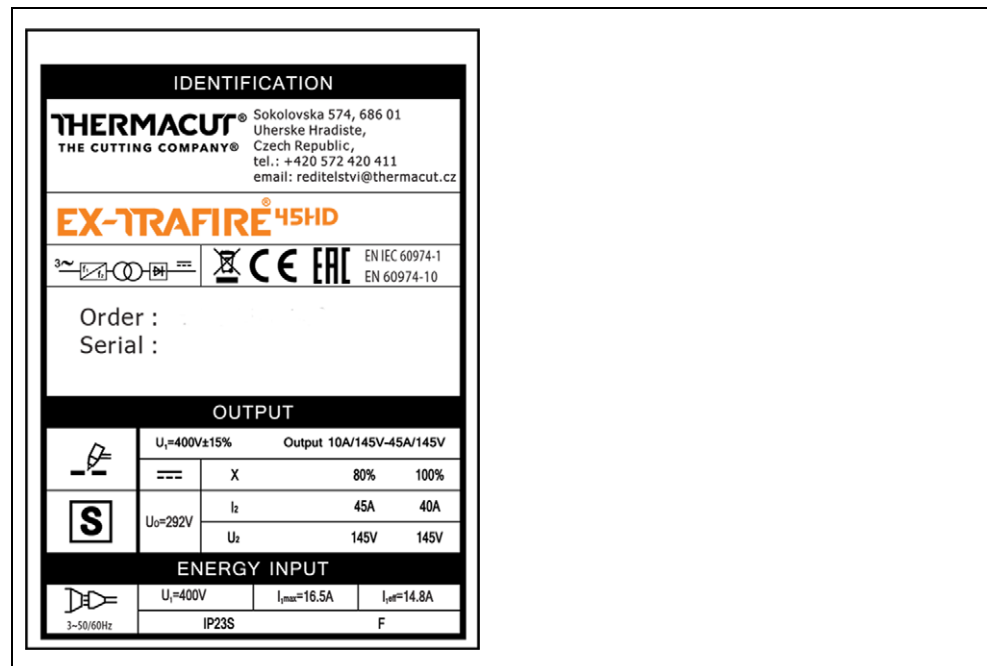 IDENTIFICATION
THERMACUT®
THE CUTTING COMPANY®
Sokolovska 574, 686 01
Uherske Hradiste,
Czech Republic,
tel.: +420 572 420 411
email: reditelstvi@thermacut.cz
EX-TRAFIRE® 45HD
3~ f₁ f₂
CE EAC
EN IEC 60974-1
EN 60974-10
Order :
Serial :
OUTPUT
U₁=400V±15% Output 10A/145V-45A/145V
X 80% 100%
S
U₀=292V
I₂ 45A 40A
U₂ 145V 145V
ENERGY INPUT
U₁=400V I₁max=16.5A I₁eff=14.8A
3~50/60Hz IP23S F